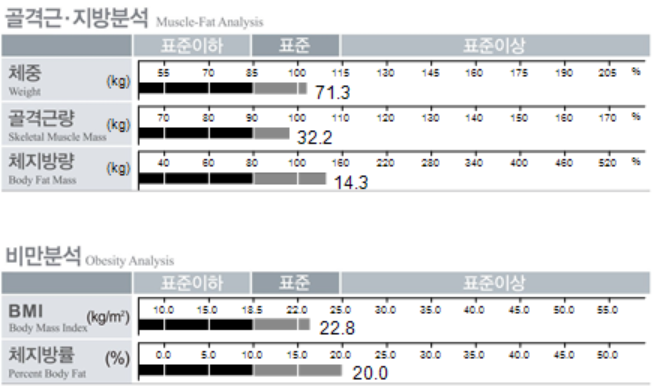 골격근·지방분석 Muscle-Fat Analysis
표준이하 표준 표준이상
체중 (kg) 55 70 85 100 115 130 145 160 175 190 205 %
Weight 71.3
골격근량 (kg) 70 80 90 100 110 120 130 140 150 160 170 %
Skeletal Muscle Mass 32.2
체지방량 (kg) 40 60 80 100 160 220 280 340 400 460 520 %
Body Fat Mass 14.3
비만분석 Obesity Analysis
표준이하 표준 표준이상
BMI (kg/m²) 10.0 15.0 18.5 22.0 25.0 30.0 35.0 40.0 45.0 50.0 55.0
Body Mass Index 22.8
체지방률 (%) 0.0 5.0 10.0 15.0 20.0 25.0 30.0 35.0 40.0 45.0 50.0
Percent Body Fat 20.0